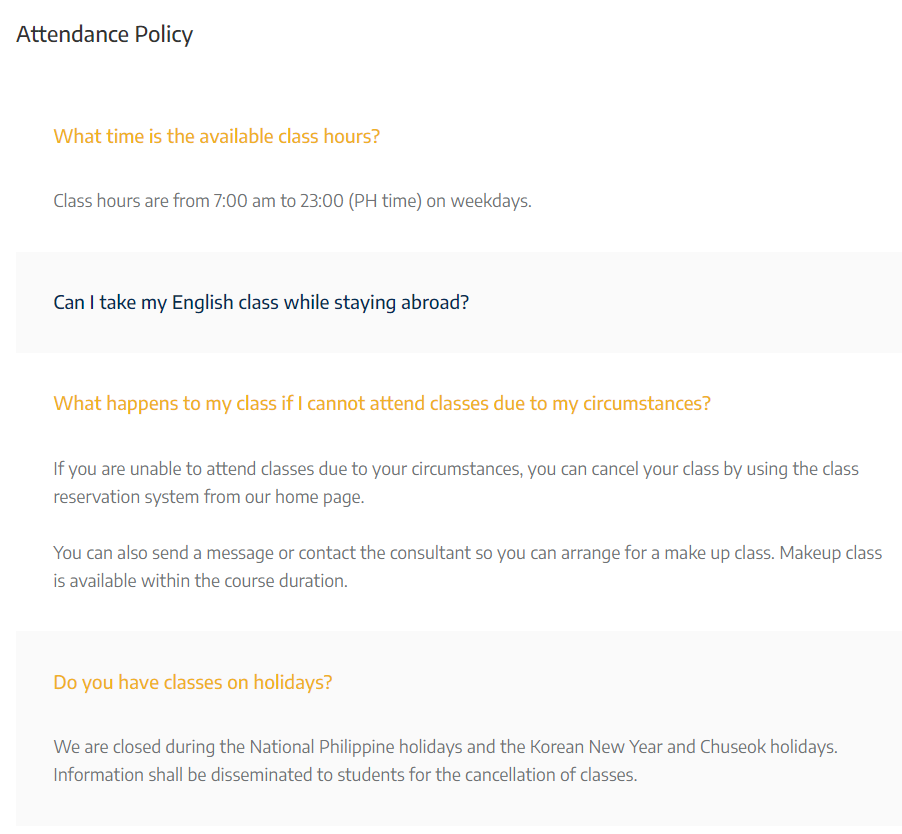 Attendance Policy
What time is the available class hours?
Class hours are from 7:00 am to 23:00 (PH time) on weekdays.
Can I take my English class while staying abroad?
What happens to my class if I cannot attend classes due to my circumstances?
If you are unable to attend classes due to your circumstances, you can cancel your class by using the class
reservation system from our home page.
You can also send a message or contact the consultant so you can arrange for a make up class. Makeup class
is available within the course duration.
Do you have classes on holidays?
We are closed during the National Philippine holidays and the Korean New Year and Chuseok holidays.
Information shall be disseminated to students for the cancellation of classes.